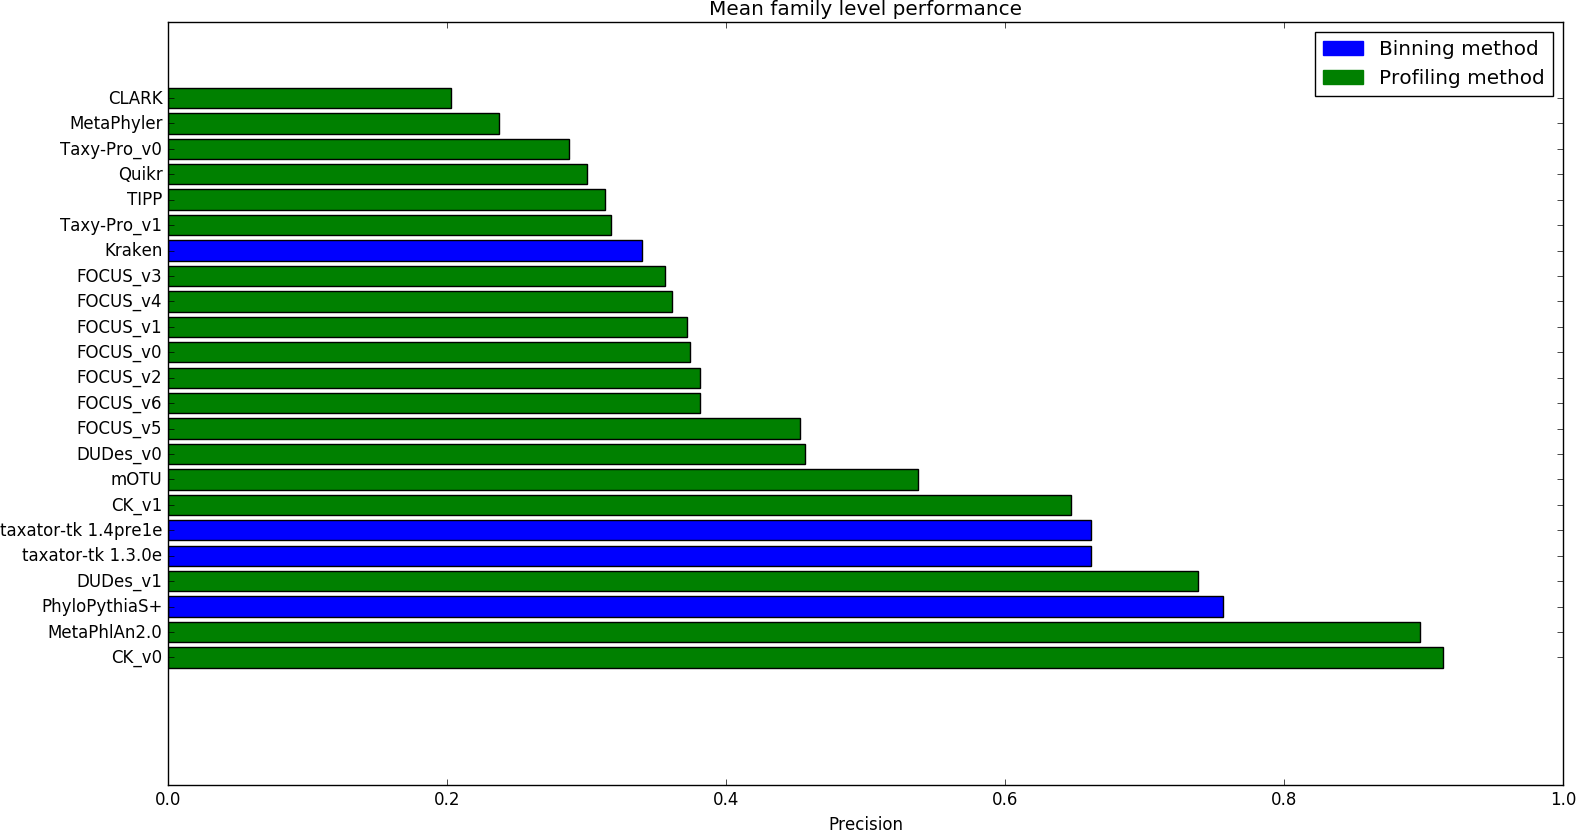 Mean family level performance
Binning method
Profiling method
CLARK
MetaPhyler
Taxy-Pro_v0
Quikr
TIPP
Taxy-Pro_v1
Kraken
FOCUS_v3
FOCUS_v4
FOCUS_v1
FOCUS_v0
FOCUS_v2
FOCUS_v6
FOCUS_v5
DUDes_v0
mOTU
CK_v1
taxator-tk 1.4pre1e
taxator-tk 1.3.0e
DUDes_v1
PhyloPythiaS+
MetaPhlAn2.0
CK_v0
0.0 0.2 0.4 0.6 0.8 1.0
Precision